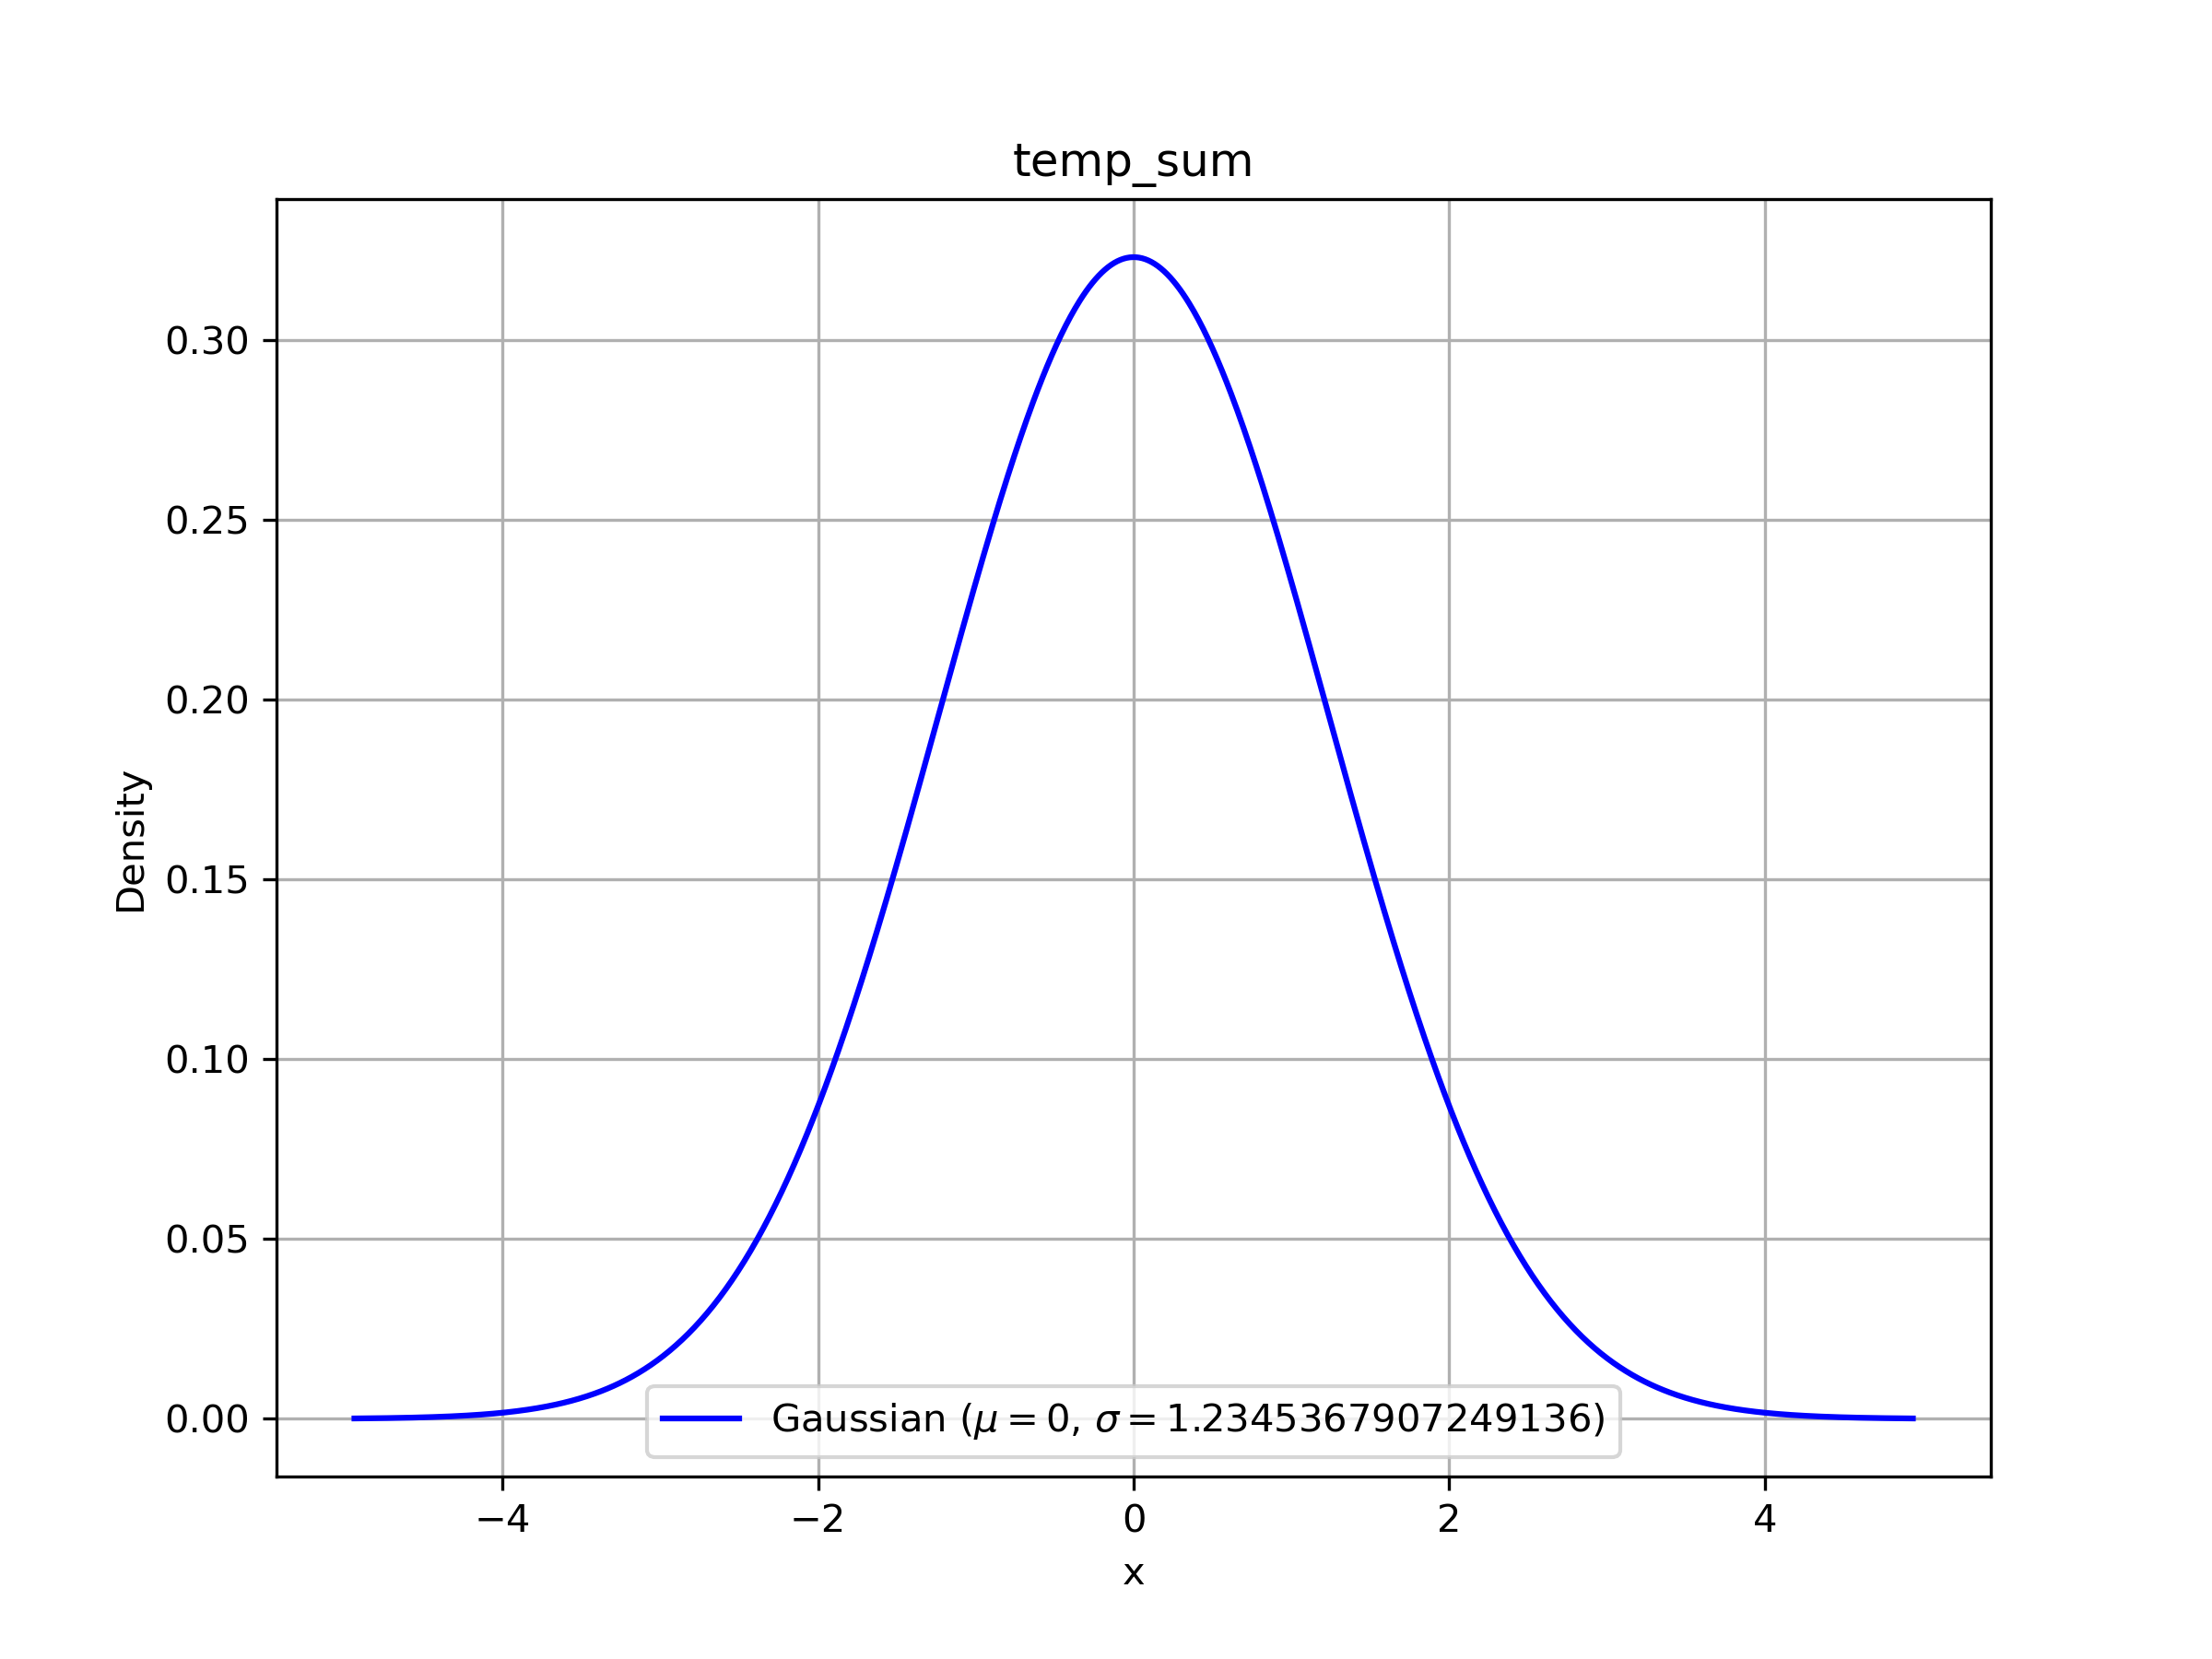 temp_sum
0.30
0.25
0.20
0.15
0.10
0.05
0.00
Density
Gaussian (μ = 0, σ = 1.2345367907249136)
−4 −2 0 2 4
x